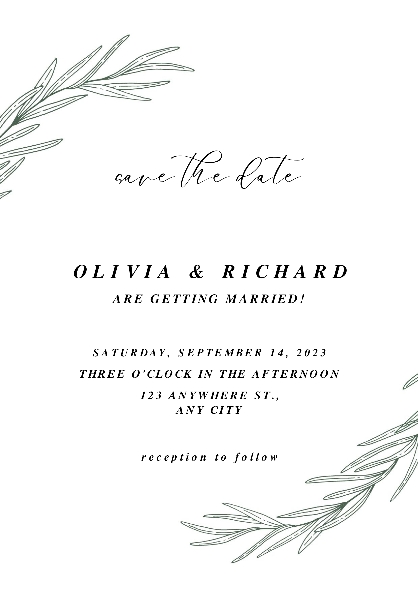 save the date
OLIVIA & RICHARD
ARE GETTING MARRIED!
SATURDAY, SEPTEMBER 14, 2023
THREE O'CLOCK IN THE AFTERNOON
123 ANYWHERE ST.,
ANY CITY
reception to follow